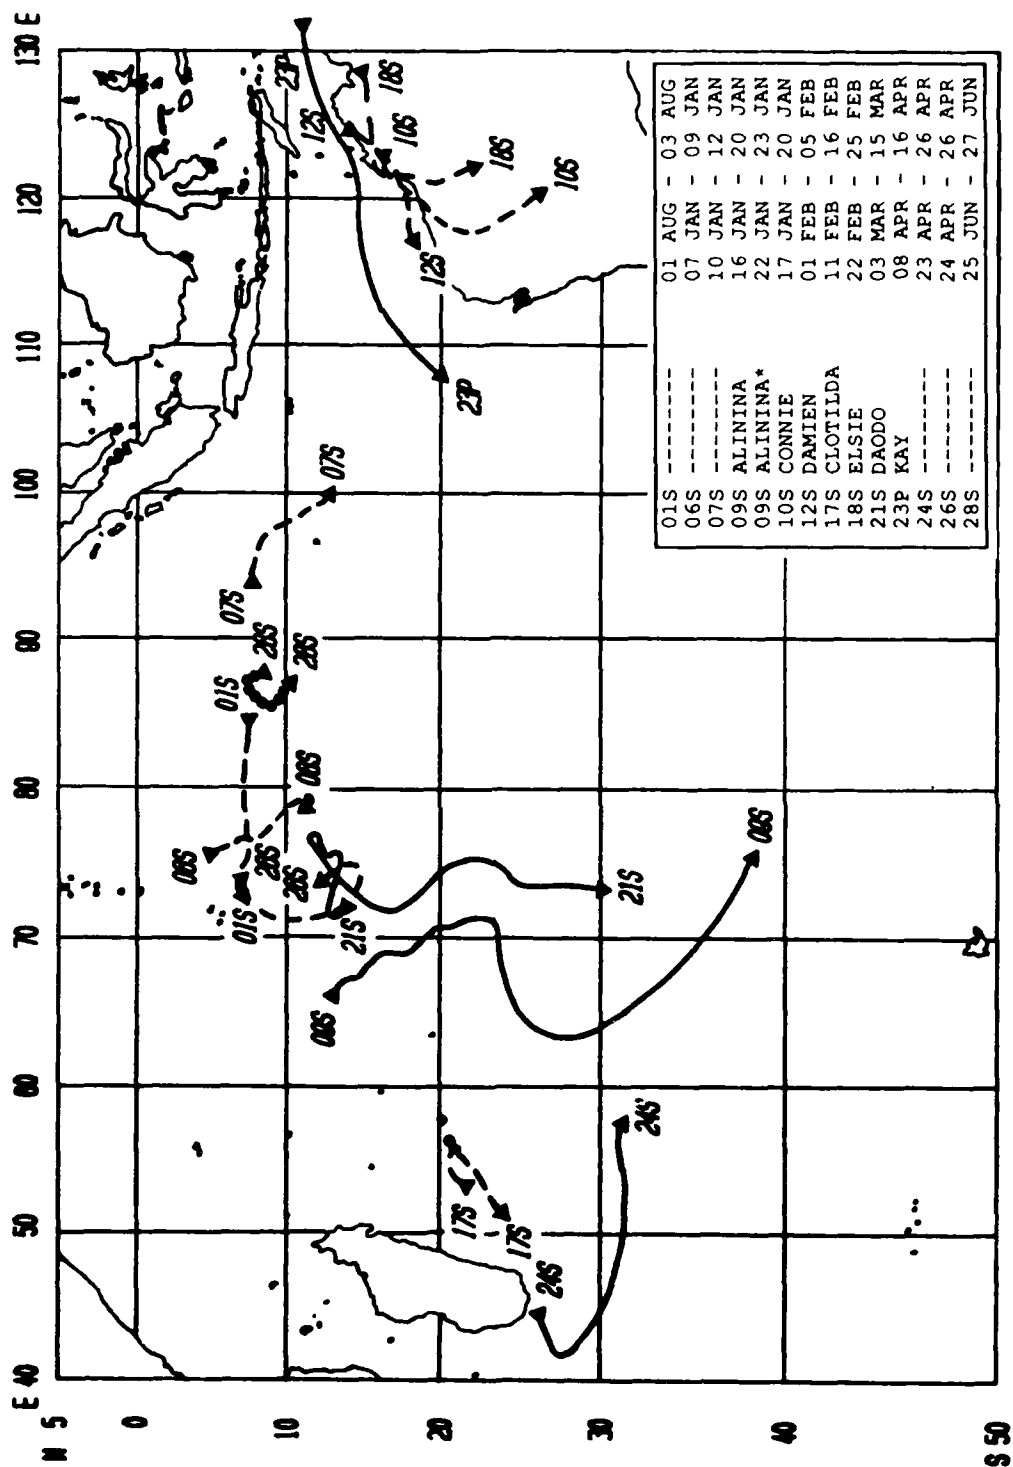 E 40 50 60 70 80 90 100 110 120 130 E
N 5
0
10
20
30
S 50
06S
01S
07S
01S
28S
26S
23P
26S
28S
06S
12S
09S
07S
21S
18S
10S
12S
17S
23P
18S
17S
24S
10S
21S
24S
09S
01S -------- 01 AUG - 03 AUG
06S -------- 07 JAN - 09 JAN
07S -------- 10 JAN - 12 JAN
09S ALININA 16 JAN - 20 JAN
09S ALININA* 22 JAN - 23 JAN
10S CONNIE 17 JAN - 20 JAN
12S DAMIEN 01 FEB - 05 FEB
17S CLOTILDA 11 FEB - 16 FEB
18S ELSIE 22 FEB - 25 FEB
21S DAODO 03 MAR - 15 MAR
23P KAY 08 APR - 16 APR
24S -------- 23 APR - 26 APR
26S -------- 24 APR - 26 APR
28S -------- 25 JUN - 27 JUN